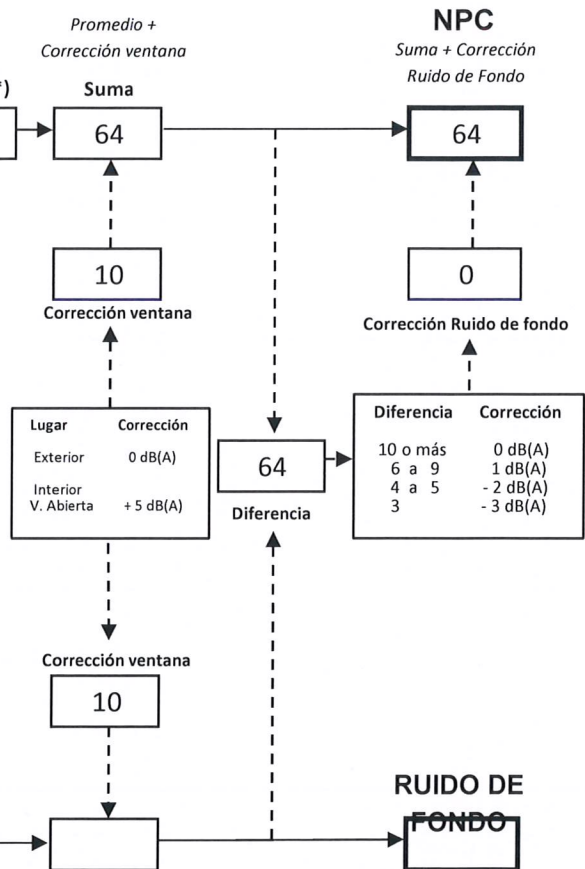 Promedio +
Corrección ventana
NPC
Suma + Corrección
Ruido de Fondo
*)
Suma
64
64
10
Corrección ventana
0
Corrección Ruido de fondo
Lugar Corrección
Exterior 0 dB(A)
Interior
V. Abierta + 5 dB(A)
64
Diferencia
Diferencia Corrección
10 o más 0 dB(A)
6 a 9 1 dB(A)
4 a 5 - 2 dB(A)
3 - 3 dB(A)
Corrección ventana
10
RUIDO DE
FONDO